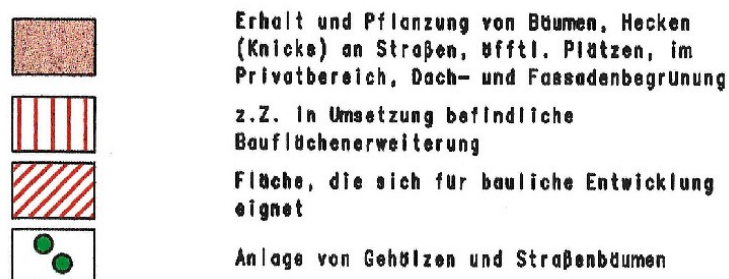 Erhalt und Pflanzung von Bäumen, Hecken
(Knicks) an Straßen, öfftl. Plätzen, im
Privatbereich, Dach- und Fassadenbegrünung
z.Z. in Umsetzung befindliche
Bauflächenerweiterung
Fläche, die sich für bauliche Entwicklung
eignet
Anlage von Gehölzen und Straßenbäumen